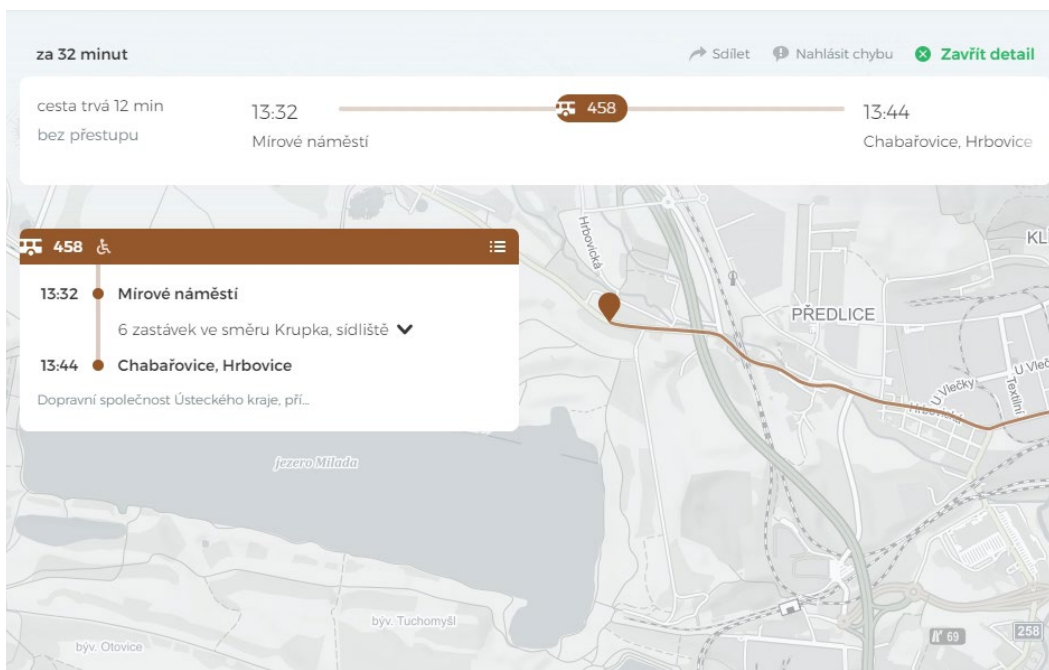 za 32 minut
Sdílet
Nahlásit chybu
Zavřít detail
cesta trvá 12 min
bez přestupu
13:32
Mírové náměstí
458
13:44
Chabařovice, Hrbovice
458
13:32 Mírové náměstí
6 zastávek ve směru Krupka, sídliště
13:44 Chabařovice, Hrbovice
Dopravní společnost Ústeckého kraje, pří...
Hrbovická
KL
PŘEDLICE
U Vleč
U Vlečky
Textilní
Hrbovická
jezero Milada
býv. Tuchomyšl
býv. Otovice
69
258